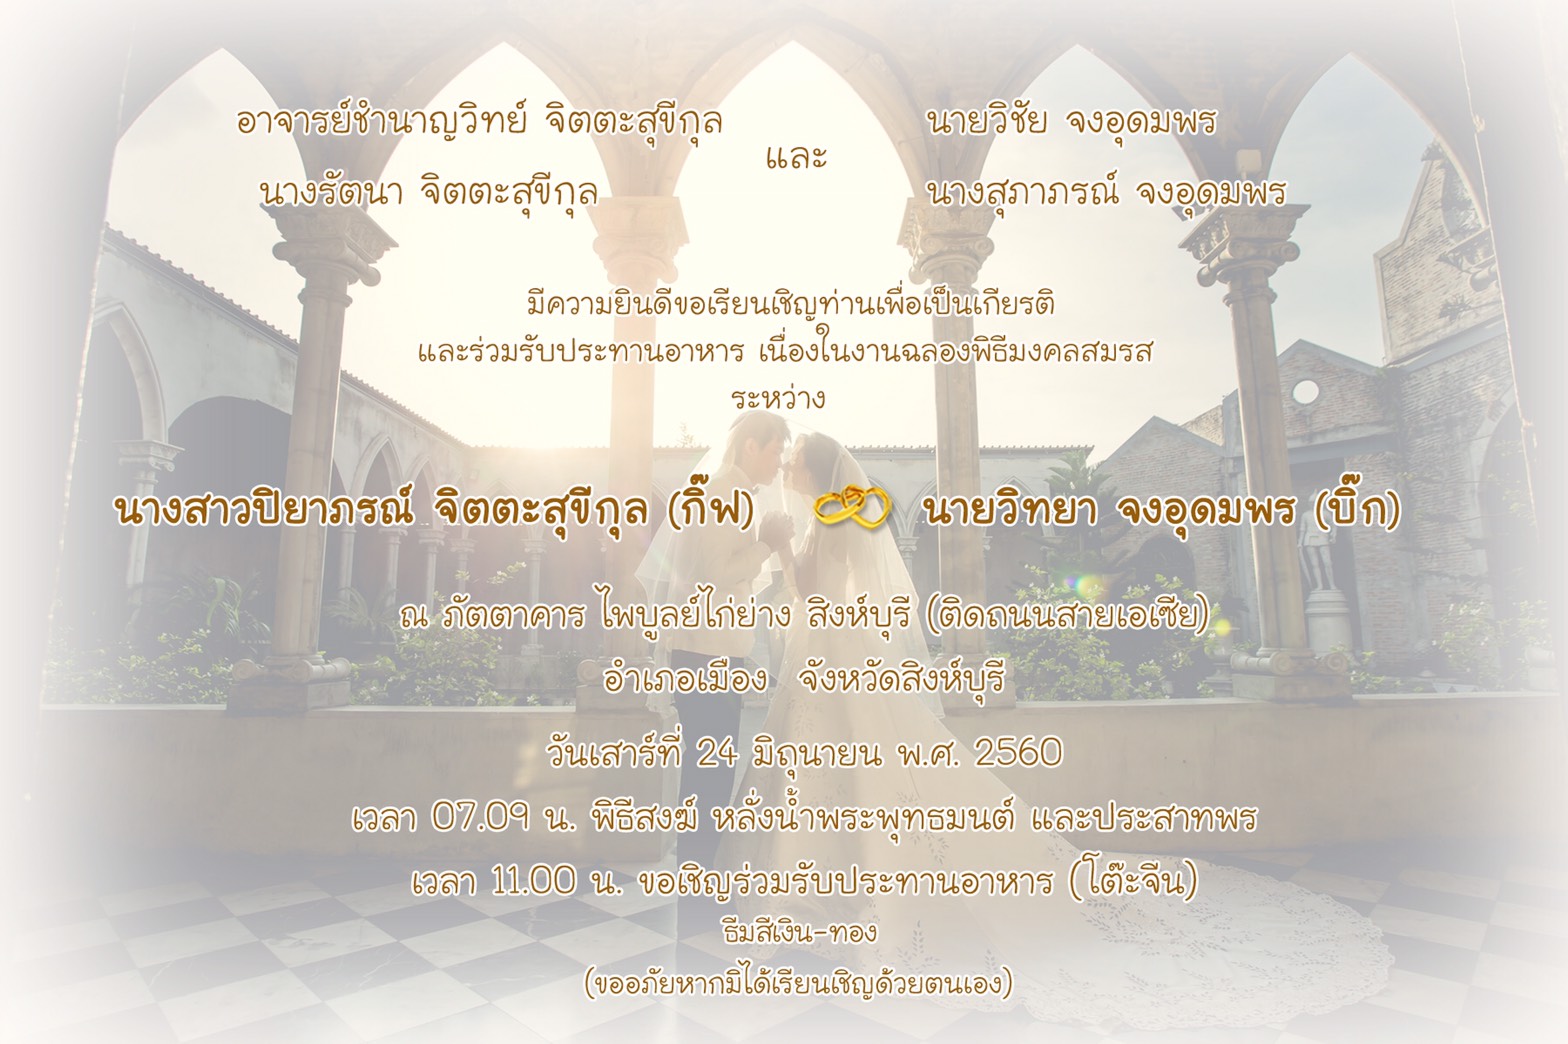 อาจารย์ชำนาญวิทย์ จิตตะสุขีกุล
นางรัตนา จิตตะสุขีกุล
และ
นายวิชัย จงอุดมพร
นางสุภาภรณ์ จงอุดมพร
มีความยินดีขอเรียนเชิญท่านเพื่อเป็นเกียรติ
และร่วมรับประทานอาหาร เนื่องในงานฉลองพิธีมงคลสมรส
ระหว่าง
นางสาวปิยาภรณ์ จิตตะสุขีกุล (กิ๊ฟ) นายวิทยา จงอุดมพร (บิ๊ก)
ณ ภัตตาคาร ไพบูลย์ไก่ย่าง สิงห์บุรี (ติดถนนสายเอเซีย)
อำเภอเมือง จังหวัดสิงห์บุรี
วันเสาร์ที่ 24 มิถุนายน พ.ศ. 2560
เวลา 07.09 น. พิธีสงฆ์ หลั่งน้ำพระพุทธมนต์ และประสาทพร
เวลา 11.00 น. ขอเชิญร่วมรับประทานอาหาร (โต๊ะจีน)
ธีมสีเงิน-ทอง
(ขออภัยหากมิได้เรียนเชิญด้วยตนเอง)